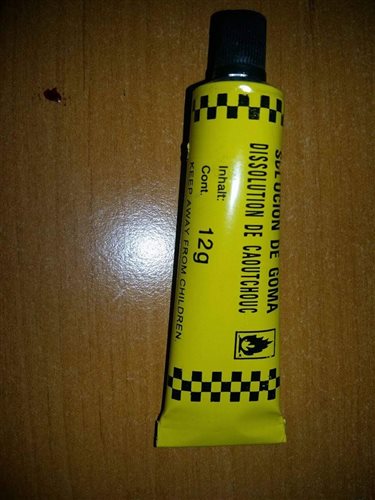 SOLUCION DE GOMA
DISSOLUTION DE CAOUTCHOUC
Inhalt:
Cont. 12g
KEEP AWAY FROM CHILDREN